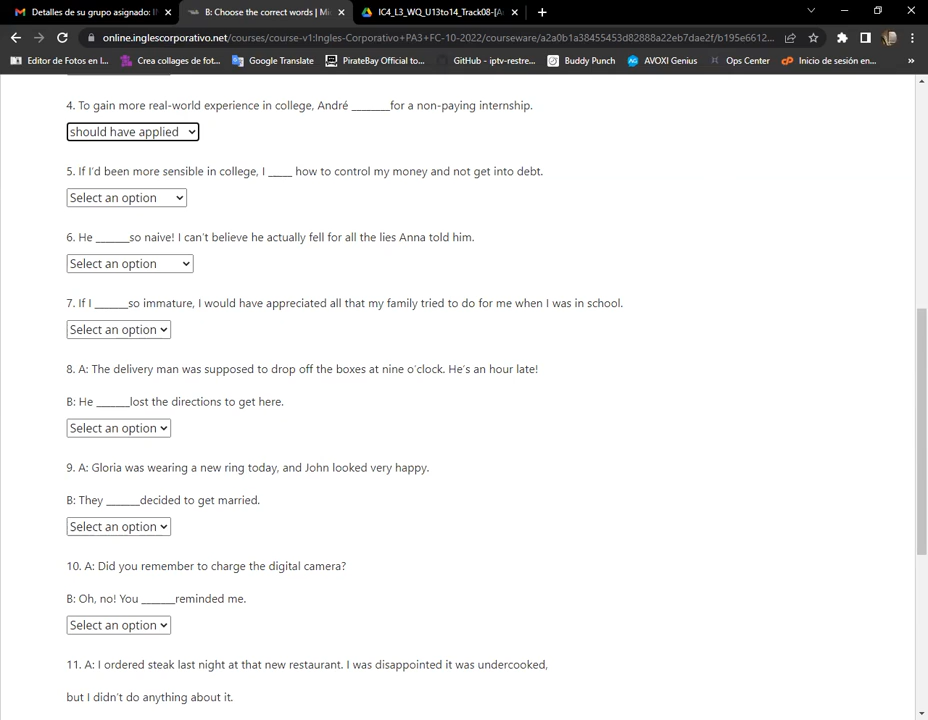 Detalles de su grupo asignado: I
B: Choose the correct words | Mi
IC4_L3_WQ_U13to14_Track08-[A
online.inglescorporativo.net/courses/course-v1:Ingles-Corporativo+PA3+FC-10-2022/courseware/a2a0b1a38455453d82888a22eb7dae2f/b195e6612...
Editor de Fotos en l... Crea collages de fot... Google Translate PirateBay Official to... GitHub - iptv-restre... Buddy Punch AVOXI Genius Ops Center Inicio de sesión en... »
4. To gain more real-world experience in college, André ________for a non-paying internship.
should have applied
5. If I'd been more sensible in college, I _____ how to control my money and not get into debt.
Select an option
6. He _______so naive! I can't believe he actually fell for all the lies Anna told him.
Select an option
7. If I _______so immature, I would have appreciated all that my family tried to do for me when I was in school.
Select an option
8. A: The delivery man was supposed to drop off the boxes at nine o'clock. He's an hour late!
B: He _______lost the directions to get here.
Select an option
9. A: Gloria was wearing a new ring today, and John looked very happy.
B: They _______decided to get married.
Select an option
10. A: Did you remember to charge the digital camera?
B: Oh, no! You _______reminded me.
Select an option
11. A: I ordered steak last night at that new restaurant. I was disappointed it was undercooked,
but I didn't do anything about it.